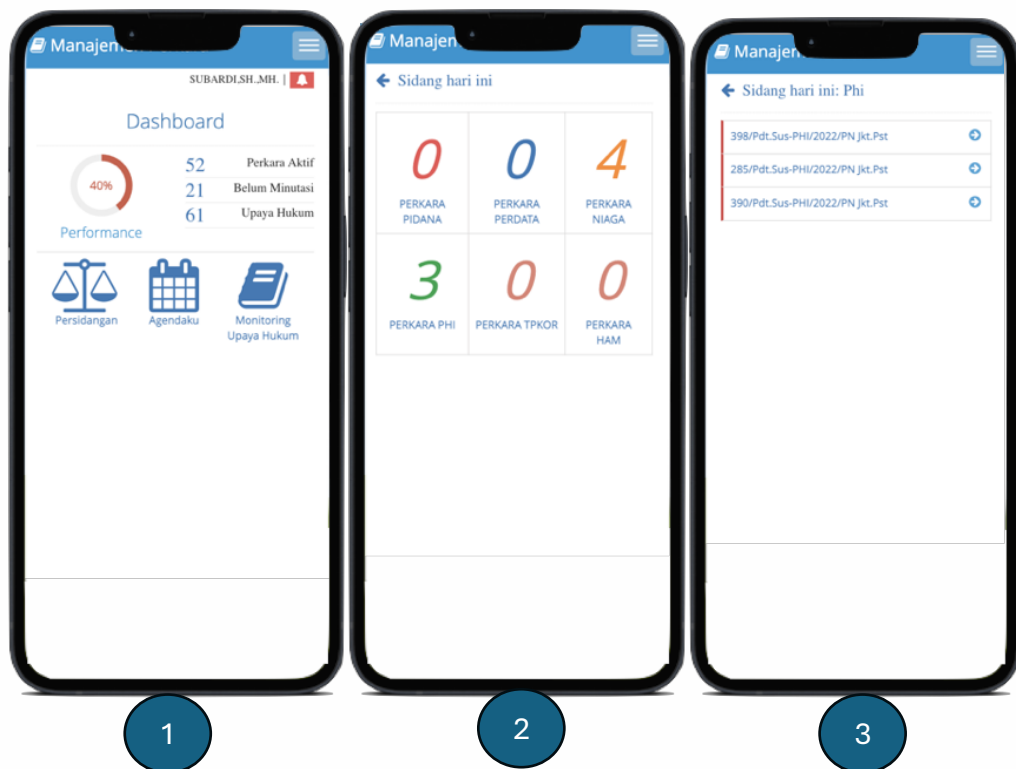 Manajem
SUBARDI,SH.,MH. |
Dashboard
40%
Performance
52 Perkara Aktif
21 Belum Minutasi
61 Upaya Hukum
Persidangan
Agendaku
Monitoring
Upaya Hukum
1
Manajem
Sidang hari ini
0
PERKARA
PIDANA
0
PERKARA
PERDATA
4
PERKARA
NIAGA
3
PERKARA PHI
0
PERKARA TPKOR
0
PERKARA
HAM
2
Manajem
Sidang hari ini: Phi
398/Pdt.Sus-PHI/2022/PN Jkt.Pst
285/Pdt.Sus-PHI/2022/PN Jkt.Pst
390/Pdt.Sus-PHI/2022/PN Jkt.Pst
3